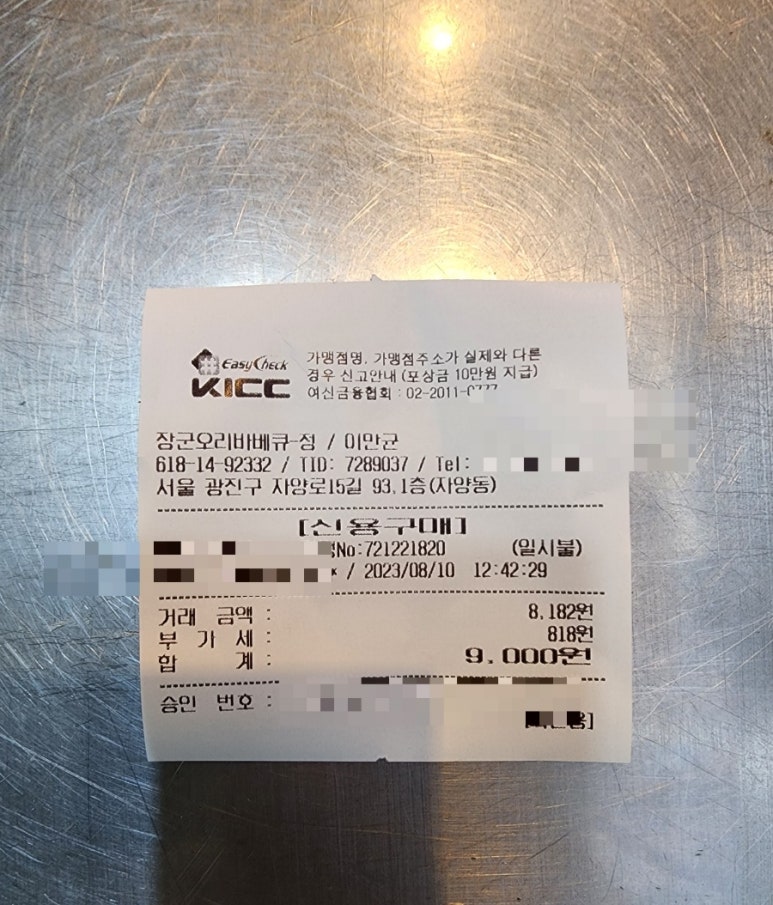 EasyCheck
KICC
가맹점명, 가맹점주소가 실제와 다른
경우 신고안내 (포상금 10만원 지급)
여신금융협회 : 02-2011-
장군오리바베큐-정 / 이만군
618-14-92332 / TID: 7289037 / Tel:
서울 광진구 자양로15길 93,1층(자양동)
[신용구매]
No:721221820 (일시불)
* / 2023/08/10 12:42:29
거래 금액 : 8,182원
부 가 세 : 818원
합 계 : 9,000원
승인 번호 :